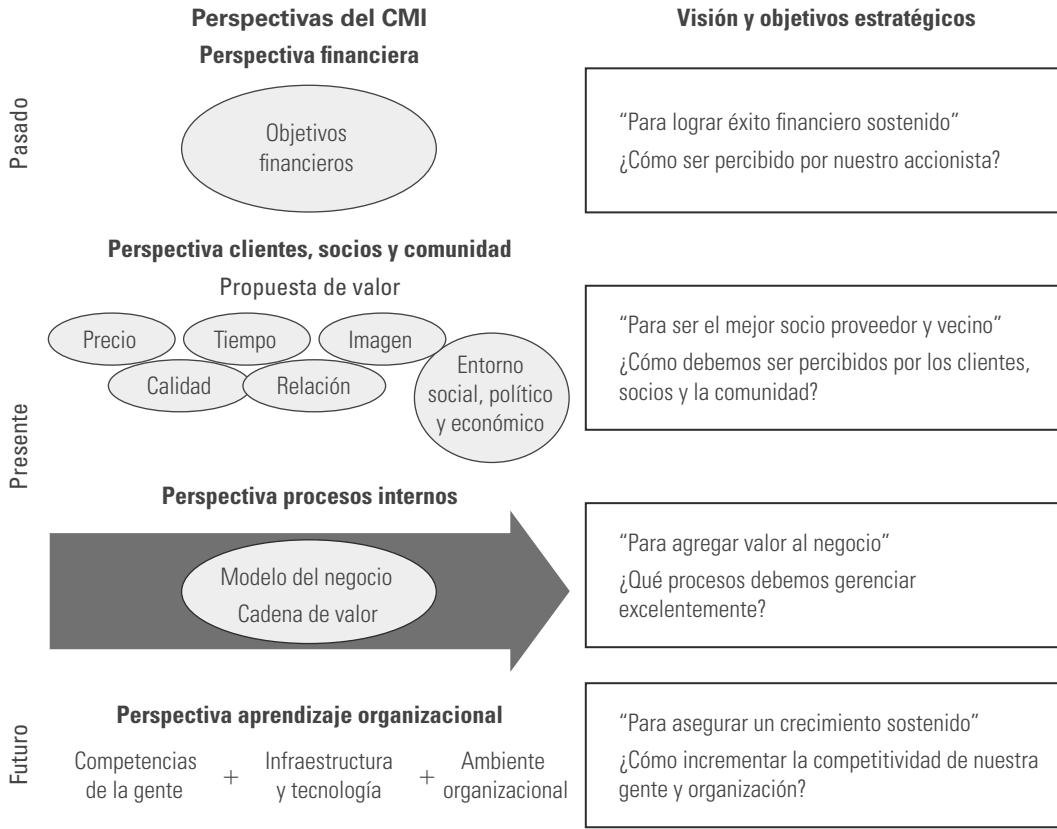 Perspectivas del CMI
Visión y objetivos estratégicos
Perspectiva financiera
Pasado
Objetivos
financieros
“Para lograr éxito financiero sostenido”
¿Cómo ser percibido por nuestro accionista?
Perspectiva clientes, socios y comunidad
Propuesta de valor
Presente
Precio
Tiempo
Imagen
Calidad
Relación
Entorno
social, político
y económico
“Para ser el mejor socio proveedor y vecino”
¿Cómo debemos ser percibidos por los clientes,
socios y la comunidad?
Perspectiva procesos internos
Modelo del negocio
Cadena de valor
“Para agregar valor al negocio”
¿Qué procesos debemos gerenciar
excelentemente?
Futuro
Perspectiva aprendizaje organizacional
Competencias
de la gente
+
Infraestructura
y tecnología
+
Ambiente
organizacional
“Para asegurar un crecimiento sostenido”
¿Cómo incrementar la competitividad de nuestra
gente y organización?